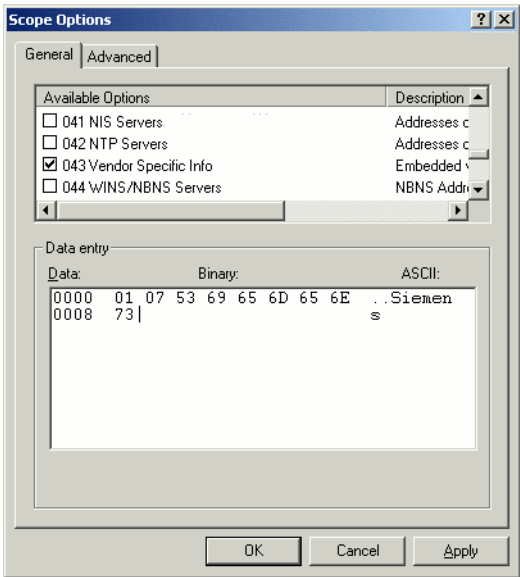 Scope Options
General
Advanced
Available Options Description
041 NIS Servers Addresses c
042 NTP Servers Addresses c
043 Vendor Specific Info Embedded
044 WINS/NBNS Servers NBNS Addr
Data entry
Data: Binary: ASCII:
0000 01 07 53 69 65 6D 65 6E ..Siemen
0008 73 s
OK Cancel Apply